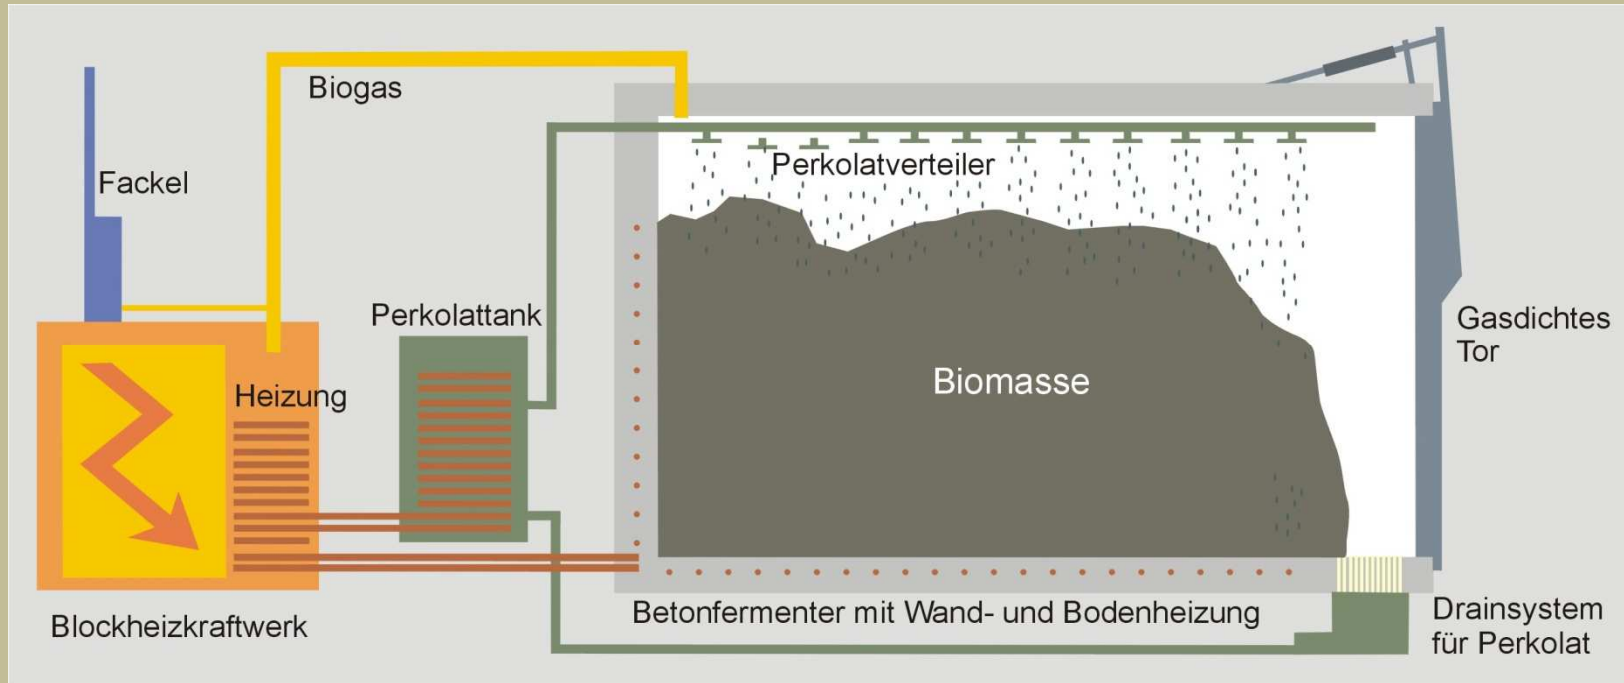 Biogas
Fackel
Perkolatverteiler
Perkolattank
Gasdichtes
Tor
Biomasse
Heizung
Betonfermenter mit Wand- und Bodenheizung
Blockheizkraftwerk
Drainsystem
für Perkolat